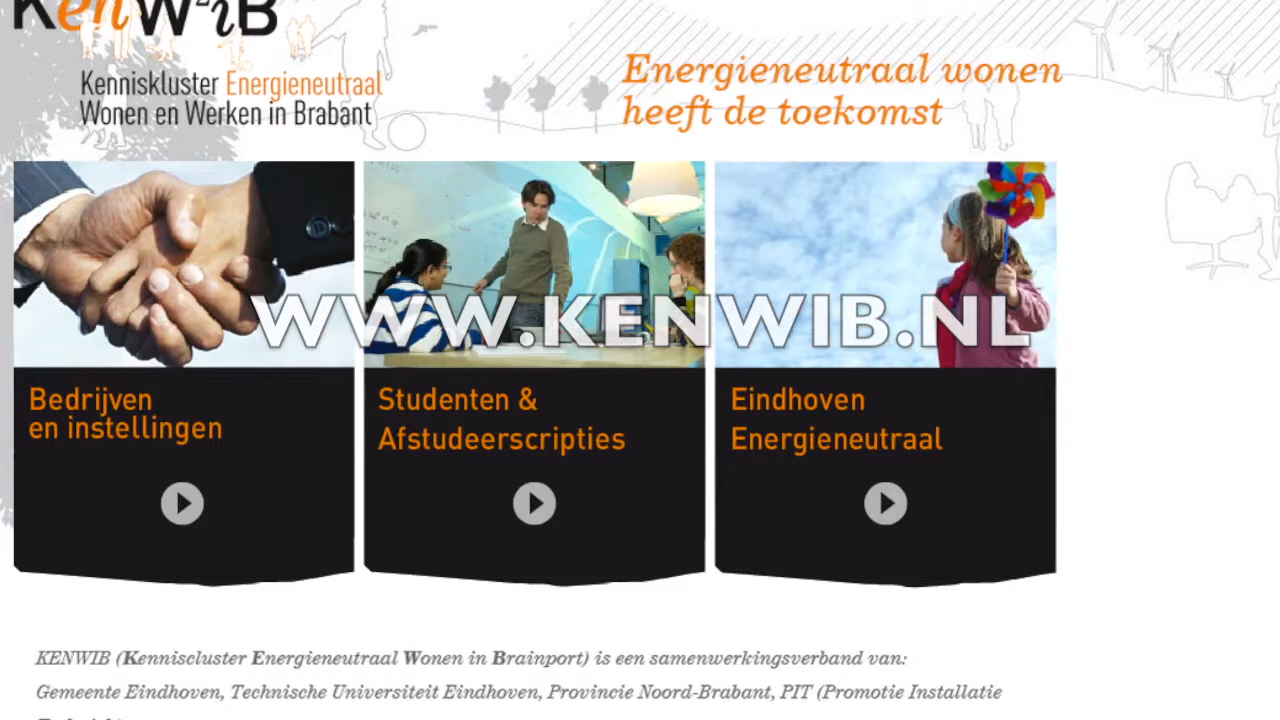 KenWiB
Kenniskluster Energieneutraal
Wonen en Werken in Brabant
Energieneutraal wonen
heeft de toekomst
WWW.KENWIB.NL
Bedrijven
en instellingen
Studenten &
Afstudeerscripties
Eindhoven
Energieneutraal
KENWIB (Kenniscluster Energieneutraal Wonen in Brainport) is een samenwerkingsverband van:
Gemeente Eindhoven, Technische Universiteit Eindhoven, Provincie Noord-Brabant, PIT (Promotie Installatie